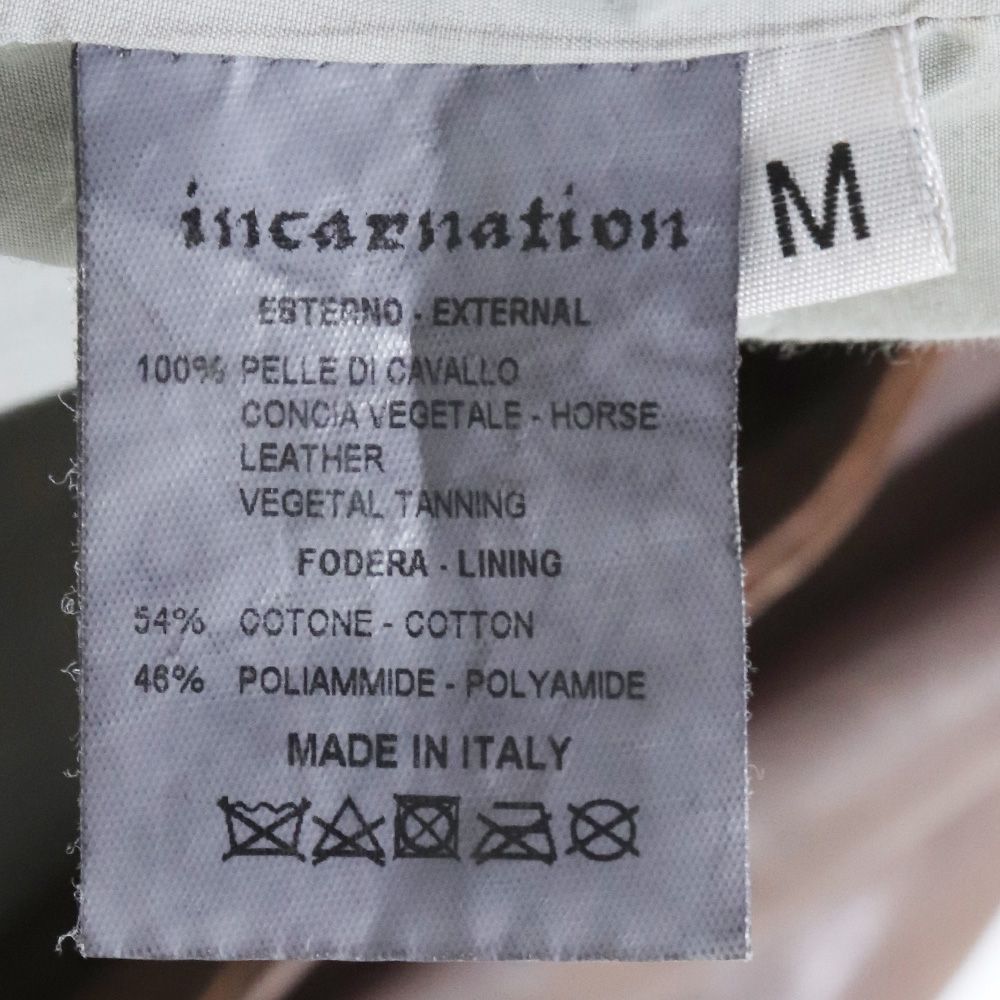 incarnation
M
ESTERNO - EXTERNAL
100% PELLE DI CAVALLO
CONCIA VEGETALE - HORSE
LEATHER
VEGETAL TANNING
FODERA - LINING
54% COTONE - COTTON
46% POLIAMMIDE - POLYAMIDE
MADE IN ITALY